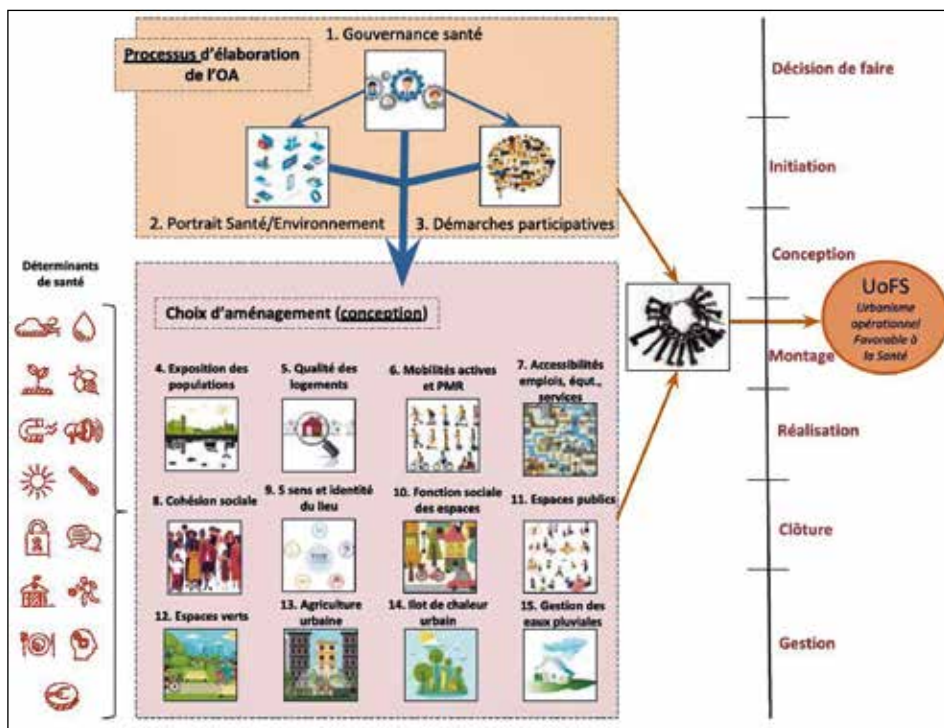 1. Gouvernance santé
Processus d'élaboration
de l'OA
2. Portrait Santé/Environnement
3. Démarches participatives
Déterminants
de santé
Choix d'aménagement (conception)
4. Exposition des
populations
5. Qualité des
logements
6. Mobilités actives
et PMR
7. Accessibilités
emplois, équt.,
services
8. Cohésion sociale
9. 5 sens et identité
du lieu
10. Fonction sociale
des espaces
11. Espaces publics
12. Espaces verts
13. Agriculture
urbaine
14. Ilot de chaleur
urbain
15. Gestion des
eaux pluviales
Décision de faire
Initiation
Conception
Montage
Réalisation
Clôture
Gestion
UoFS
Urbanisme
opérationnel
Favorable à
la Santé